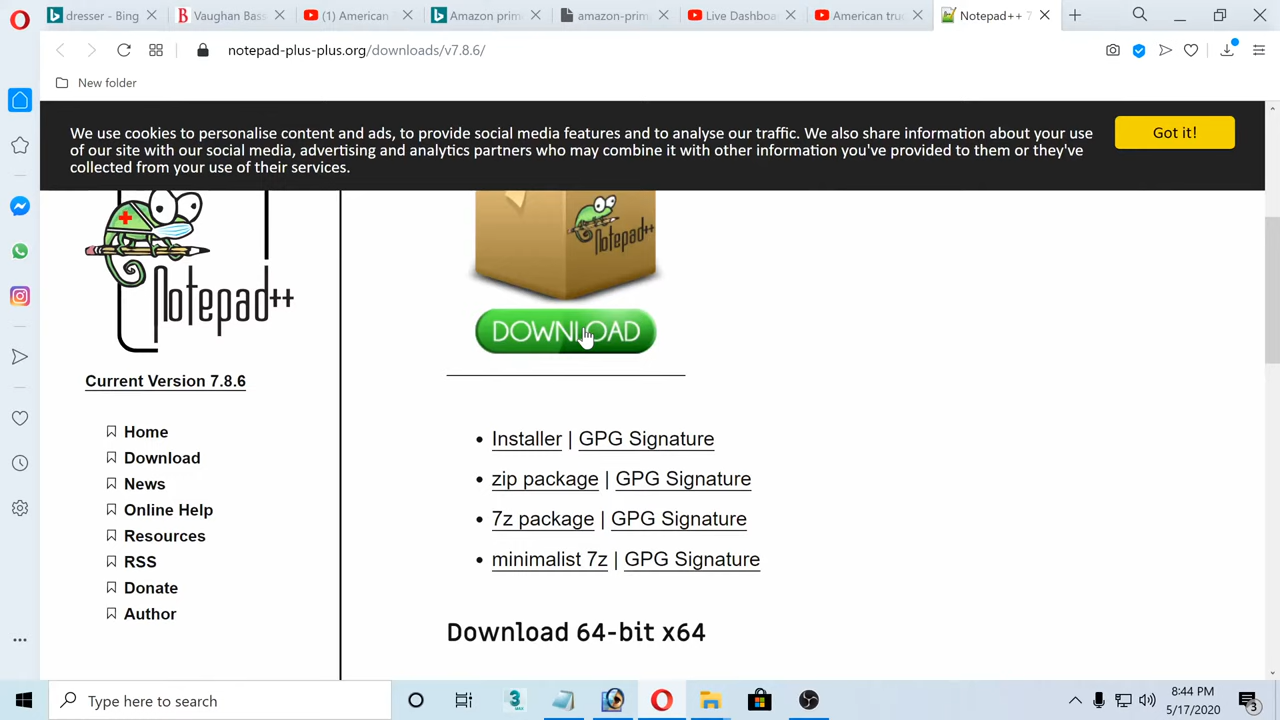 dresser - Bing
Vaughan Bass
(1) American
Amazon prim
amazon-prim
Live Dashboa
American tru
Notepad++ 7
notepad-plus-plus.org/downloads/v7.8.6/
New folder
We use cookies to personalise content and ads, to provide social media features and to analyse our traffic. We also share information about your use
of our site with our social media, advertising and analytics partners who may combine it with other information you've provided to them or they've
collected from your use of their services.
Got it!
Notepad++
Notepad++
DOWNLOAD
Current Version 7.8.6
Home
Download
News
Online Help
Resources
RSS
Donate
Author
• Installer | GPG Signature
• zip package | GPG Signature
• 7z package | GPG Signature
• minimalist 7z | GPG Signature
Download 64-bit x64
Type here to search
8:44 PM
5/17/2020
3